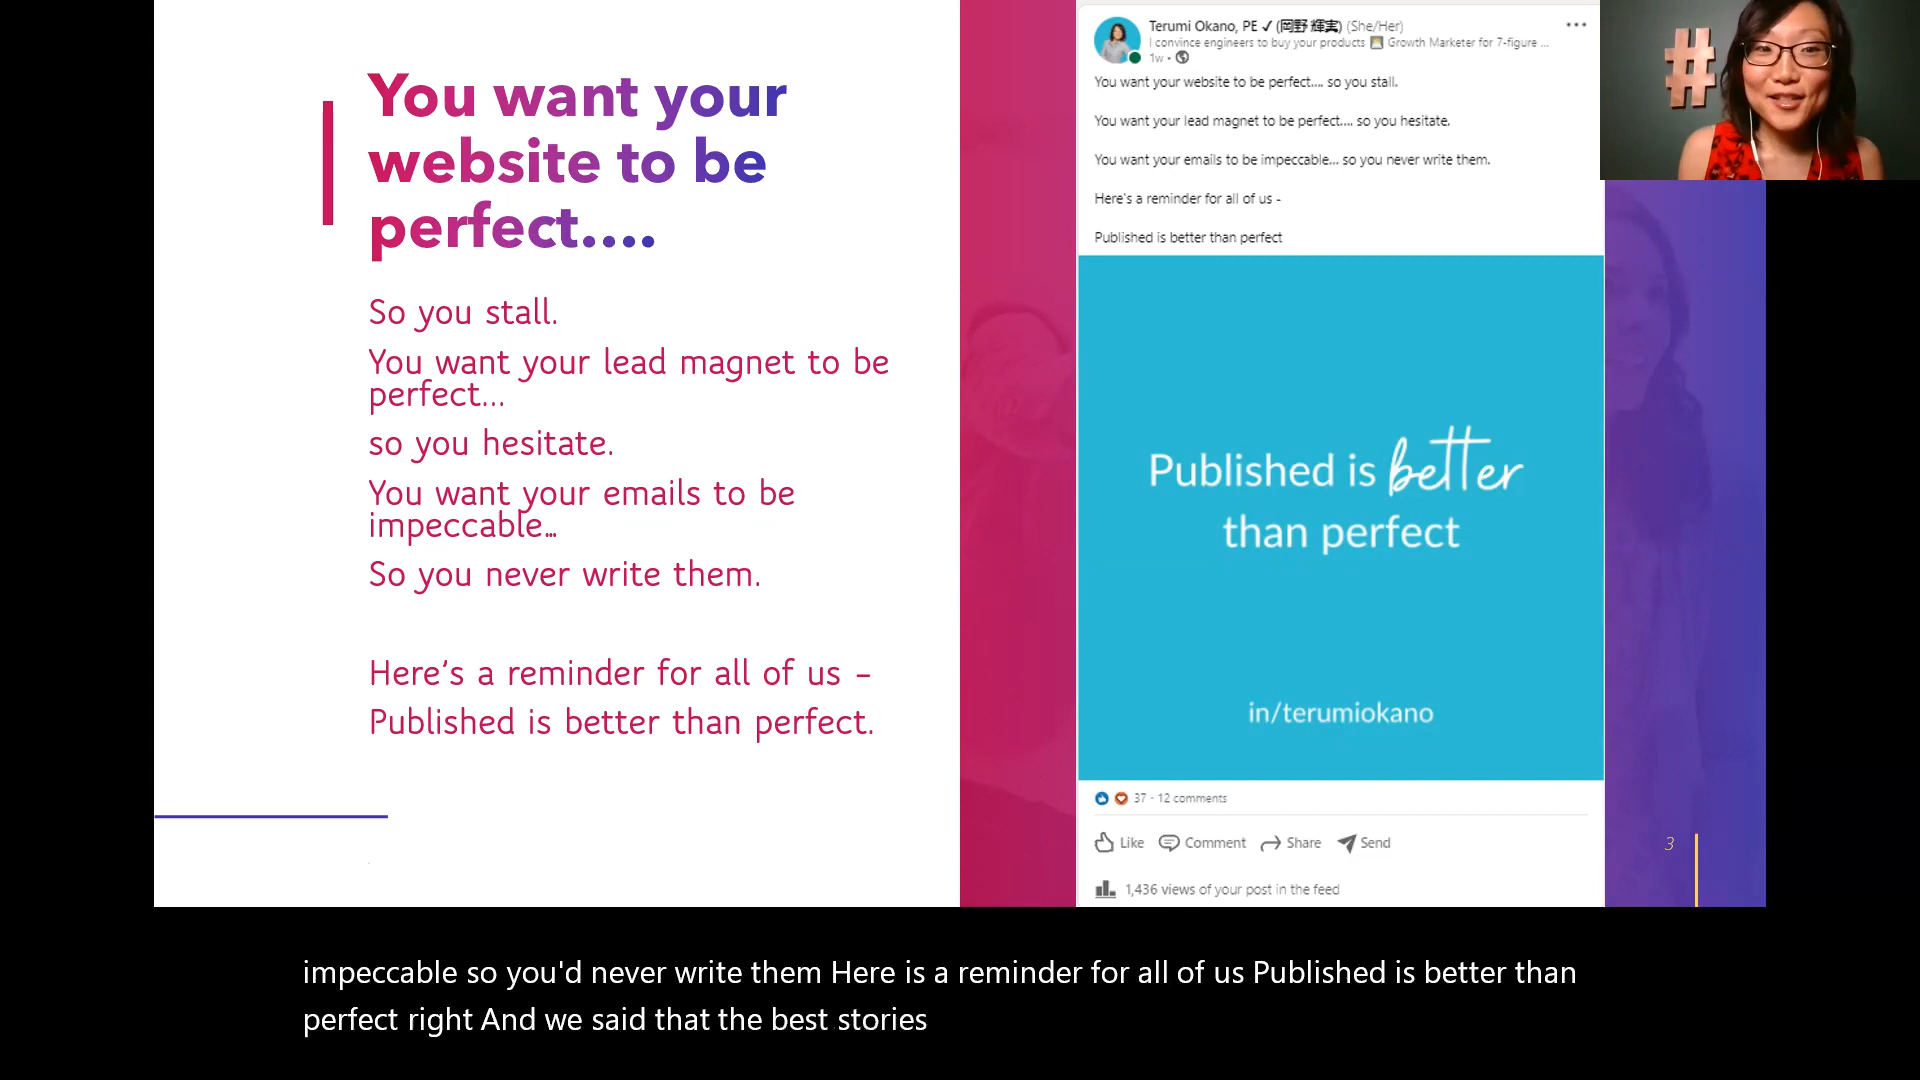 You want your
website to be
perfect....
So you stall.
You want your lead magnet to be
perfect...
so you hesitate.
You want your emails to be
impeccable...
So you never write them.
Here's a reminder for all of us –
Published is better than perfect.
Terumi Okano, PE ✓ (岡野 輝実) (She/Her)
I convince engineers to buy your products Growth Marketer for 7-figure ...
1w •
You want your website to be perfect.... so you stall.
You want your lead magnet to be perfect.... so you hesitate.
You want your emails to be impeccable... so you never write them.
Here's a reminder for all of us -
Published is better than perfect
Published is better
than perfect
in/terumiokano
37 · 12 comments
Like Comment Share Send
1,436 views of your post in the feed
#
3
impeccable so you'd never write them Here is a reminder for all of us Published is better than
perfect right And we said that the best stories